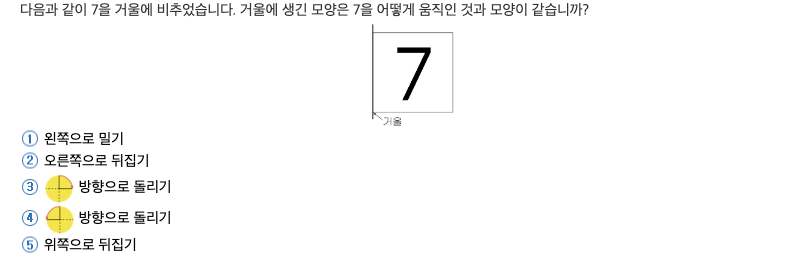 다음과 같이 7을 거울에 비추었습니다. 거울에 생긴 모양은 7을 어떻게 움직인 것과 모양이 같습니까?
7
거울
① 왼쪽으로 밀기
② 오른쪽으로 뒤집기
③ 방향으로 돌리기
④ 방향으로 돌리기
⑤ 위쪽으로 뒤집기